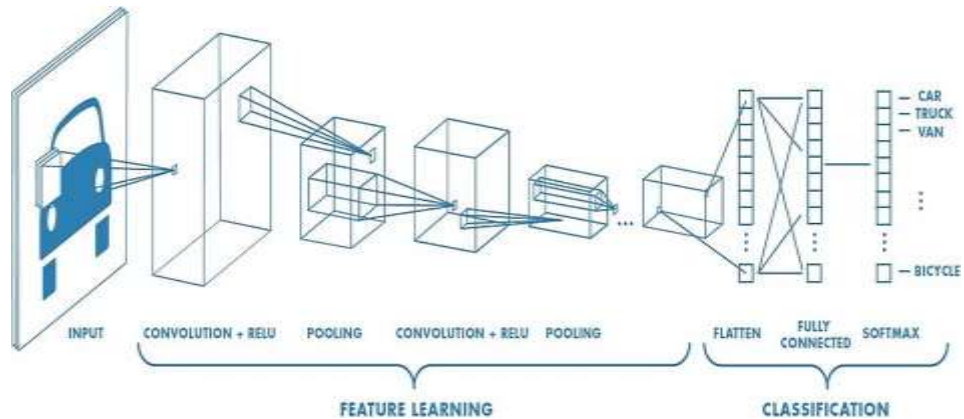 CAR
TRUCK
VAN
BICYCLE
INPUT
CONVOLUTION + RELU
POOLING
CONVOLUTION + RELU
POOLING
FLATTEN
FULLY
CONNECTED
SOFTMAX
FEATURE LEARNING
CLASSIFICATION